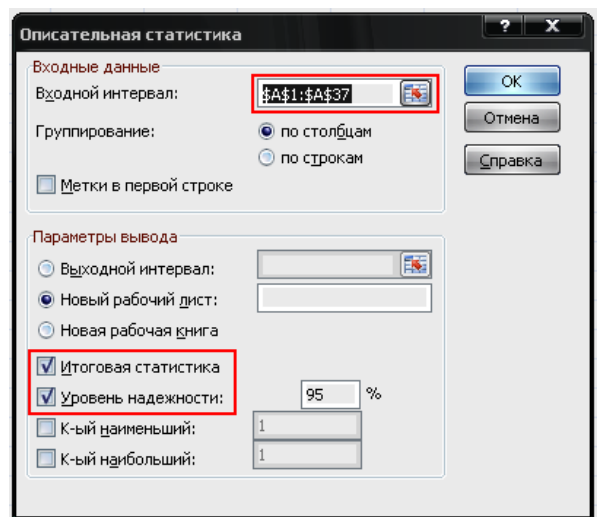 Описательная статистика
? X
Входные данные
Входной интервал: $A$1:$A$37
Группирование: по столбцам
по строкам
Метки в первой строке
OK
Отмена
Справка
Параметры вывода
Выходной интервал:
Новый рабочий лист:
Новая рабочая книга
Итоговая статистика
Уровень надежности: 95 %
К-ый наименьший: 1
К-ый наибольший: 1